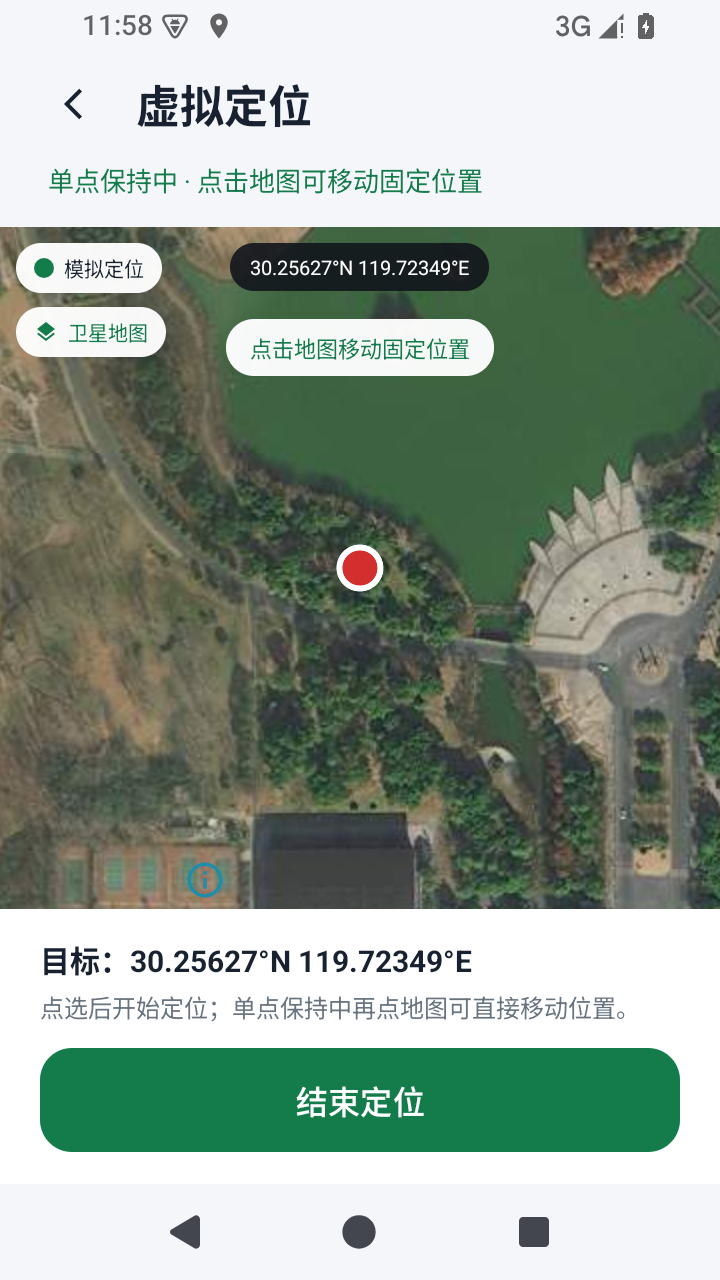 11:58
3G
虚拟定位
单点保持中 · 点击地图可移动固定位置
模拟定位
30.25627°N 119.72349°E
卫星地图
点击地图移动固定位置
目标：30.25627°N 119.72349°E
点选后开始定位；单点保持中再点地图可直接移动位置。
结束定位